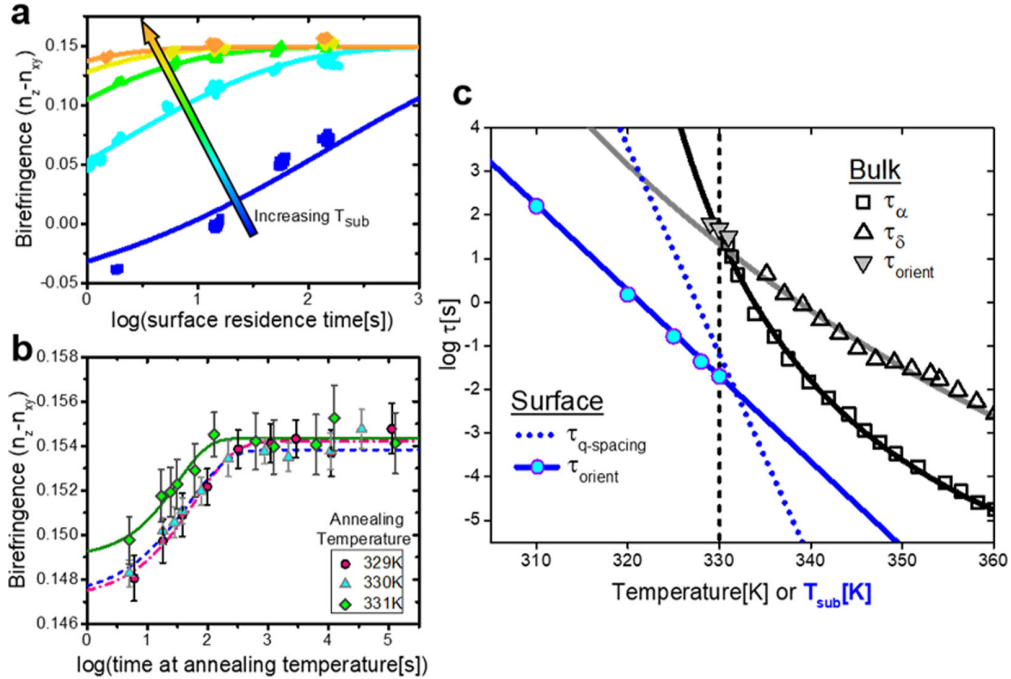 a
0.15
0.10
0.05
0.00
-0.05
Birefringence (nz-nxy)
Increasing Tsub
0 1 2 3
log(surface residence time[s])
b
0.158
0.156
0.154
0.152
0.150
0.148
0.146
Birefringence (nz-nxy)
Annealing
Temperature
329K
330K
331K
0 1 2 3 4 5
log(time at annealing temperature[s])
c
4
3
2
1
0
-1
-2
-3
-4
-5
log τ[s]
Bulk
τα
τδ
τorient
Surface
τq-spacing
τorient
310 320 330 340 350 360
Temperature[K] or Tsub[K]